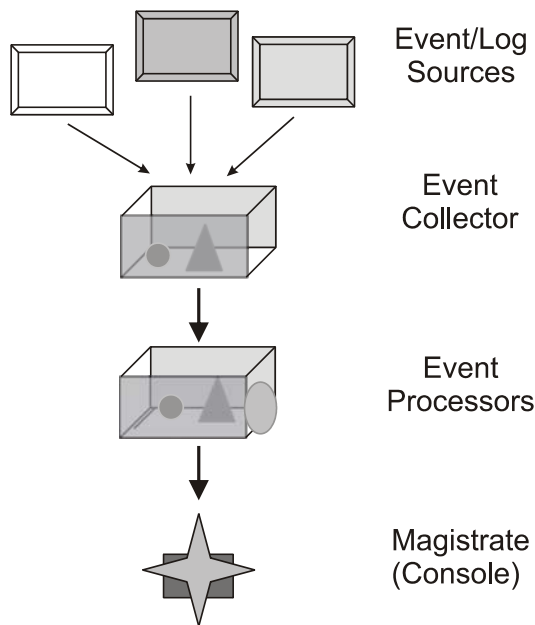 Event/Log
Sources
Event
Collector
Event
Processors
Magistrate
(Console)